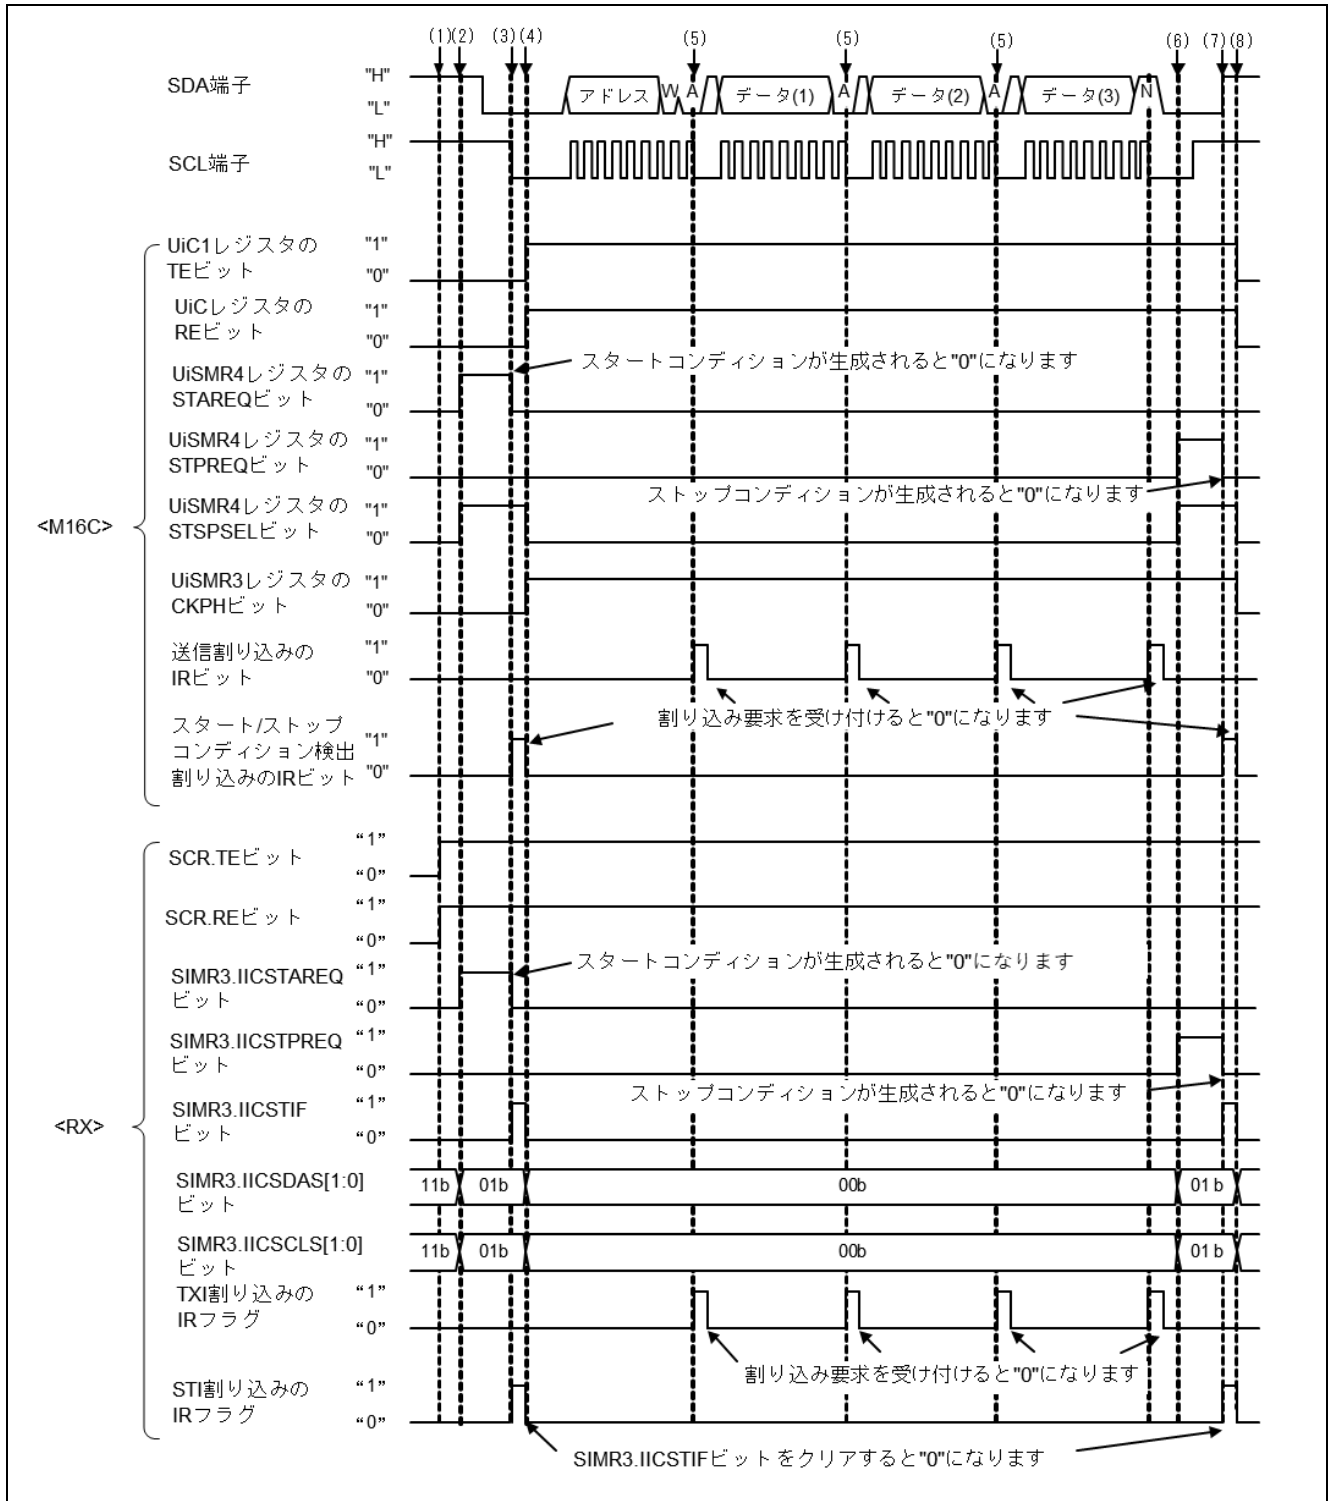 (1)(2) (3)(4) (5) (5) (5) (6) (7)(8)
SDA端子 "H" "L"
アドレス W A データ(1) A データ(2) A データ(3) N
SCL端子 "H" "L"
<M16C>
UiC1レジスタの "1"
TEビット "0"
UiCレジスタの "1"
REビット "0"
スタートコンディションが生成されると"0"になります
UiSMR4レジスタの "1"
STAREQビット "0"
UiSMR4レジスタの "1"
STPREQビット "0"
ストップコンディションが生成されると"0"になります
UiSMR4レジスタの "1"
STSPSELビット "0"
UiSMR3レジスタの "1"
CKPHビット "0"
送信割り込みの "1"
IRビット "0"
割り込み要求を受け付けると"0"になります
スタート/ストップ
コンディション検出 "1"
割り込みのIRビット "0"
<RX>
SCR.TEビット “1” “0”
SCR.REビット “1” “0”
スタートコンディションが生成されると"0"になります
SIMR3.IICSTAREQ “1”
ビット “0”
SIMR3.IICSTPREQ “1”
ビット “0”
ストップコンディションが生成されると"0"になります
SIMR3.IICSTIF “1”
ビット “0”
SIMR3.IICSDAS[1:0]
ビット
11b 01b 00b 01 b
SIMR3.IICSCLS[1:0]
ビット
11b 01b 00b 01 b
TXI割り込みの “1”
IRフラグ “0”
割り込み要求を受け付けると"0"になります
STI割り込みの “1”
IRフラグ “0”
SIMR3.IICSTIFビットをクリアすると"0"になります